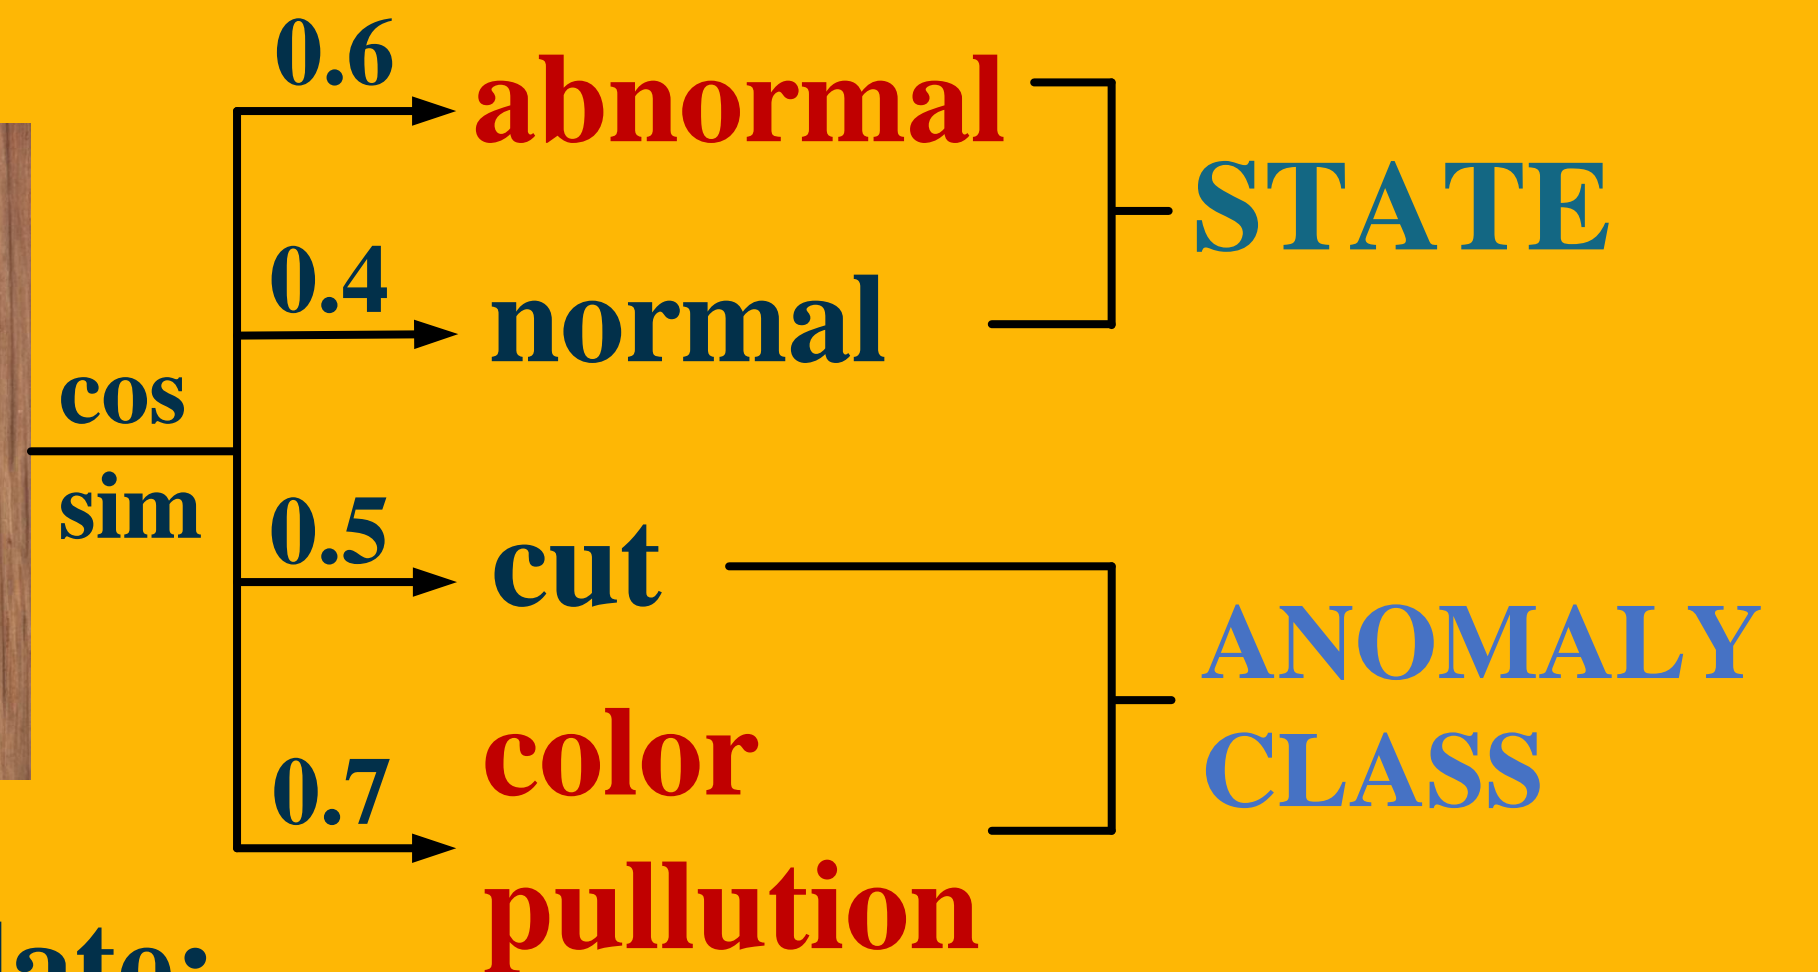 0.6
abnormal
STATE
0.4
normal
cos
sim
0.5
cut
ANOMALY
CLASS
color
0.7
pullution